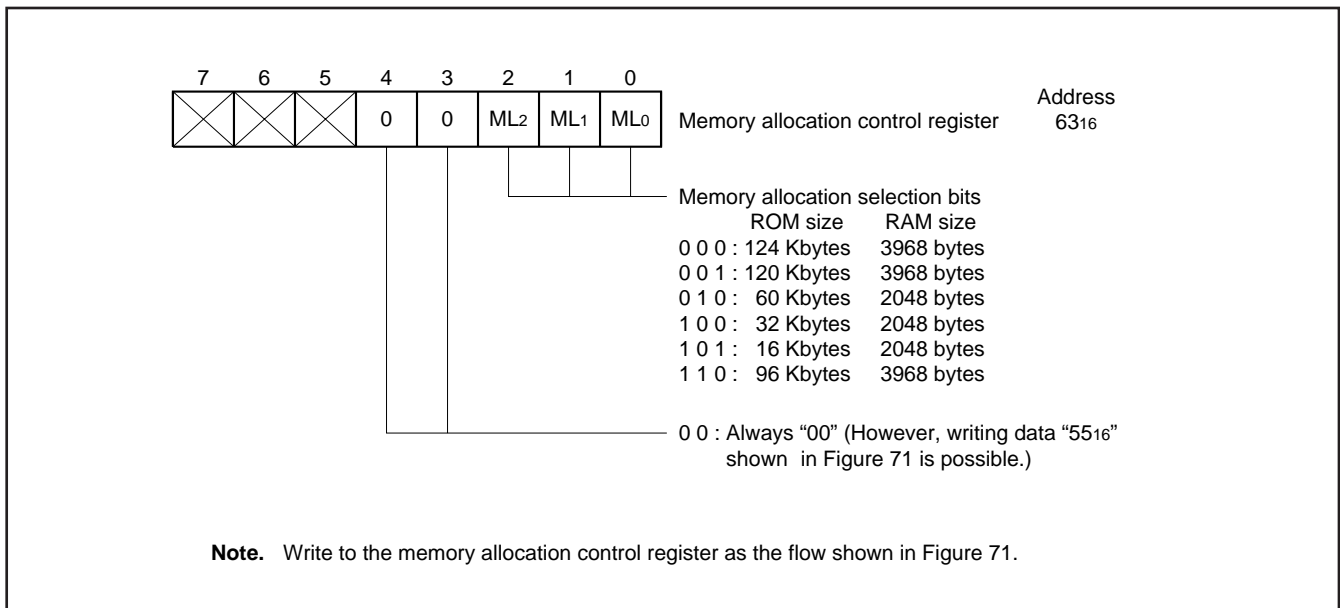 7 6 5 4 3 2 1 0
Address
0 0 ML2 ML1 ML0 Memory allocation control register 6316
Memory allocation selection bits
ROM size RAM size
0 0 0 : 124 Kbytes 3968 bytes
0 0 1 : 120 Kbytes 3968 bytes
0 1 0 : 60 Kbytes 2048 bytes
1 0 0 : 32 Kbytes 2048 bytes
1 0 1 : 16 Kbytes 2048 bytes
1 1 0 : 96 Kbytes 3968 bytes
0 0 : Always “00” (However, writing data “5516”
shown in Figure 71 is possible.)
Note. Write to the memory allocation control register as the flow shown in Figure 71.